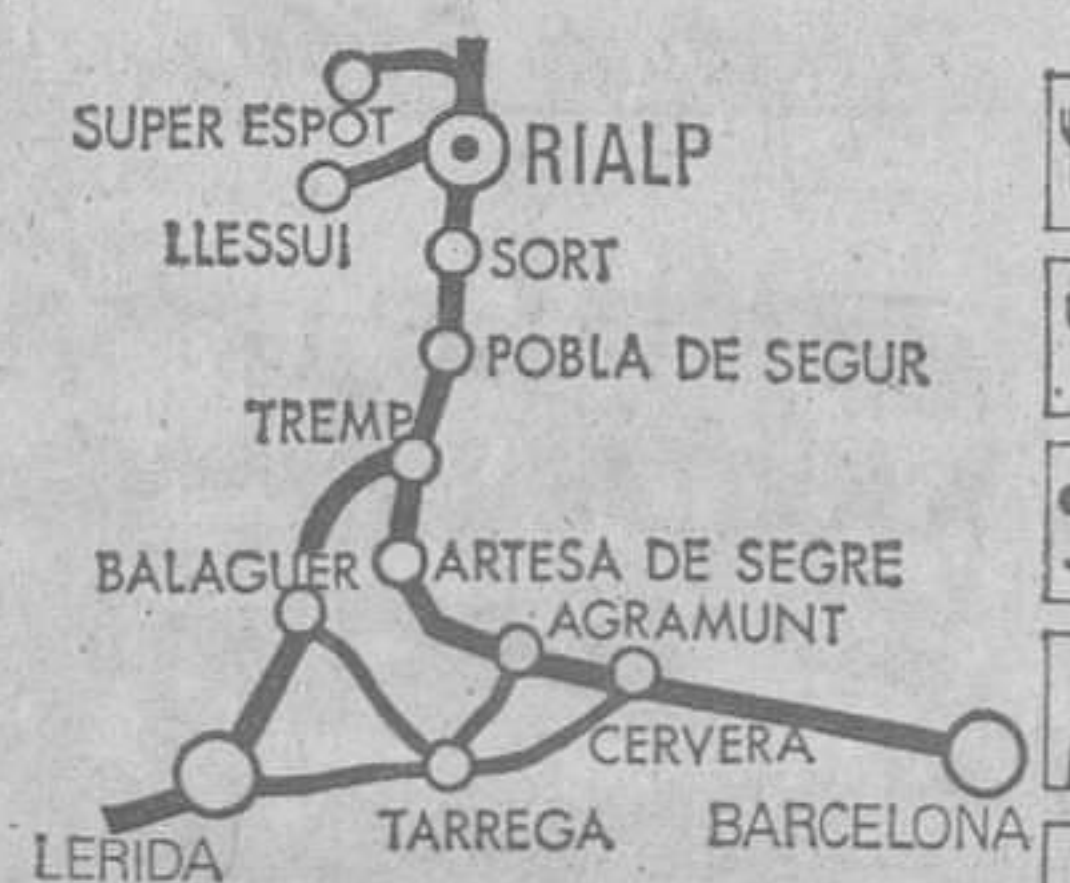 SUPER ESPOT
RIALP
LLESSUI
SORT
POBLA DE SEGUR
TREMP
BALAGUER
ARTESA DE SEGRE
AGRAMUNT
CERVERA
TARREGA
BARCELONA
LERIDA